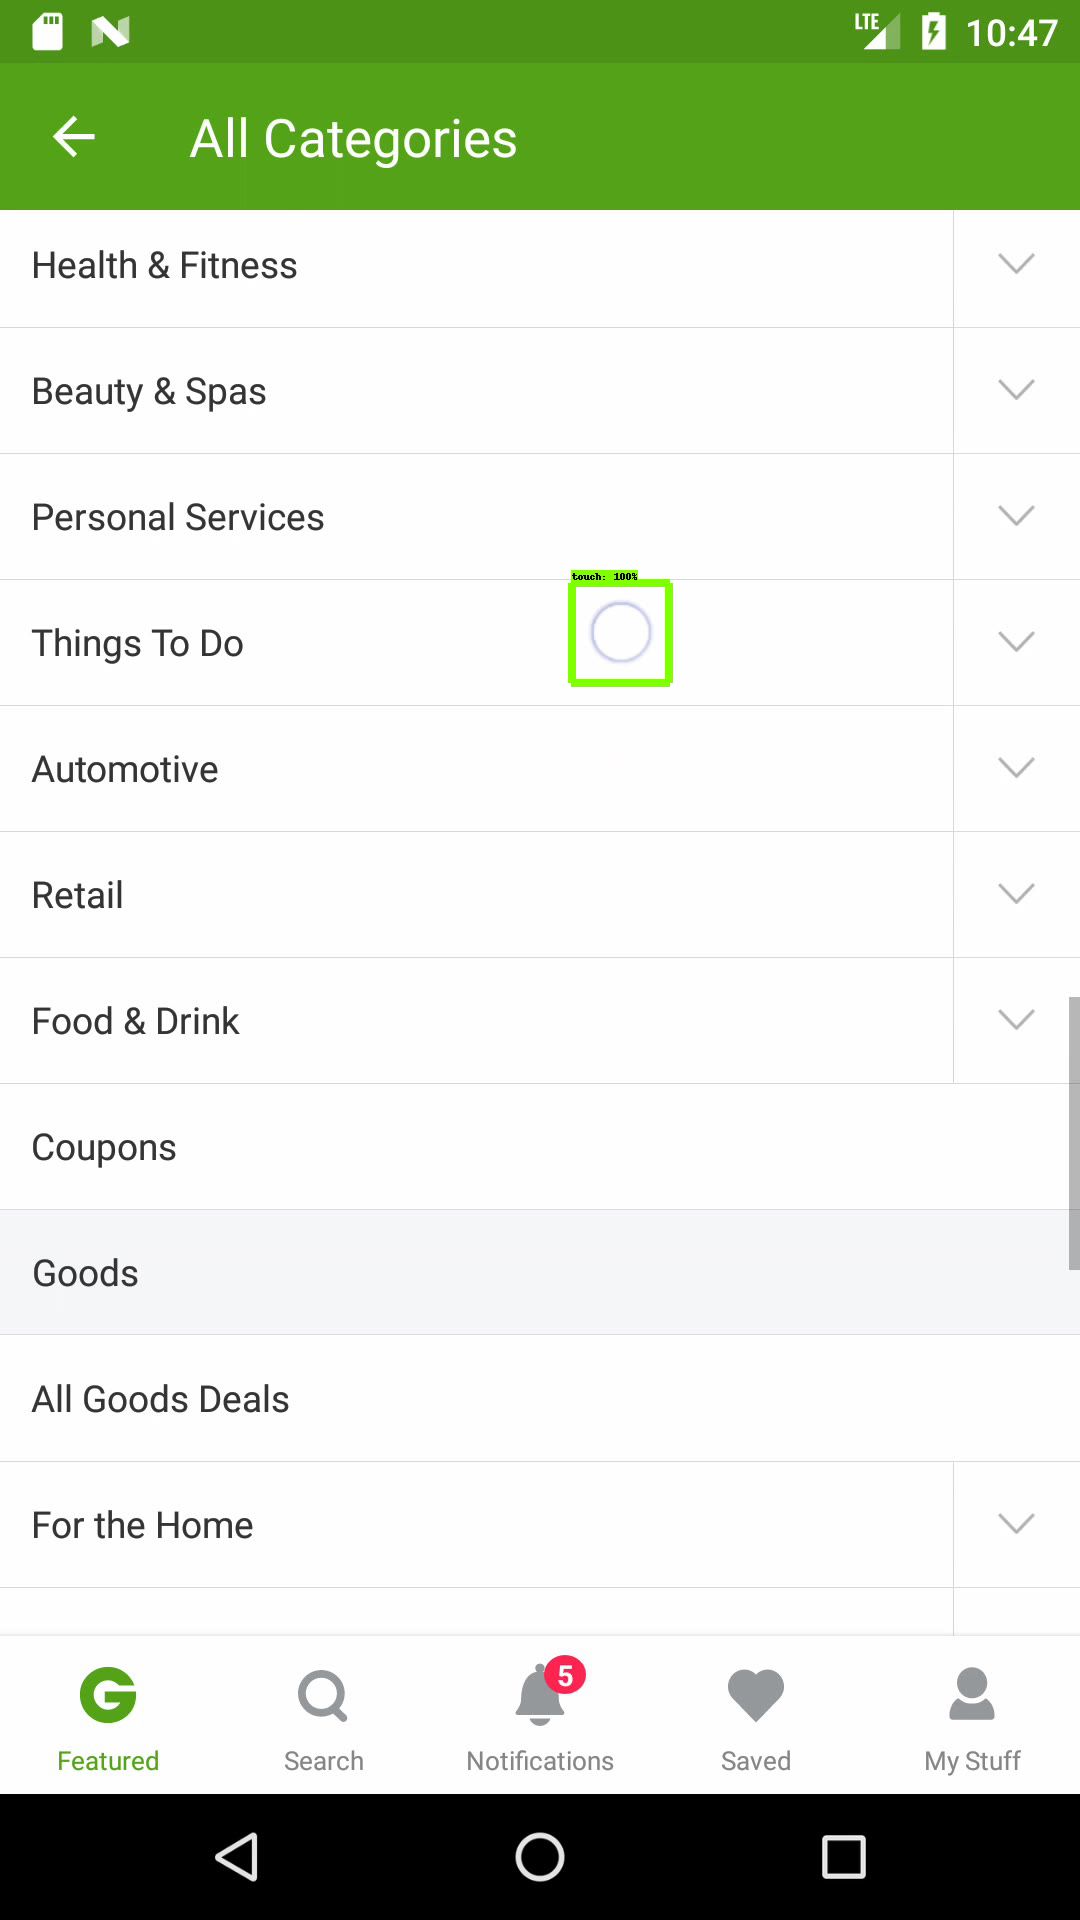 LTE 10:47
All Categories
Health & Fitness
Beauty & Spas
Personal Services
touch: 100%
Things To Do
Automotive
Retail
Food & Drink
Coupons
Goods
All Goods Deals
For the Home
5
Featured Search Notifications Saved My Stuff